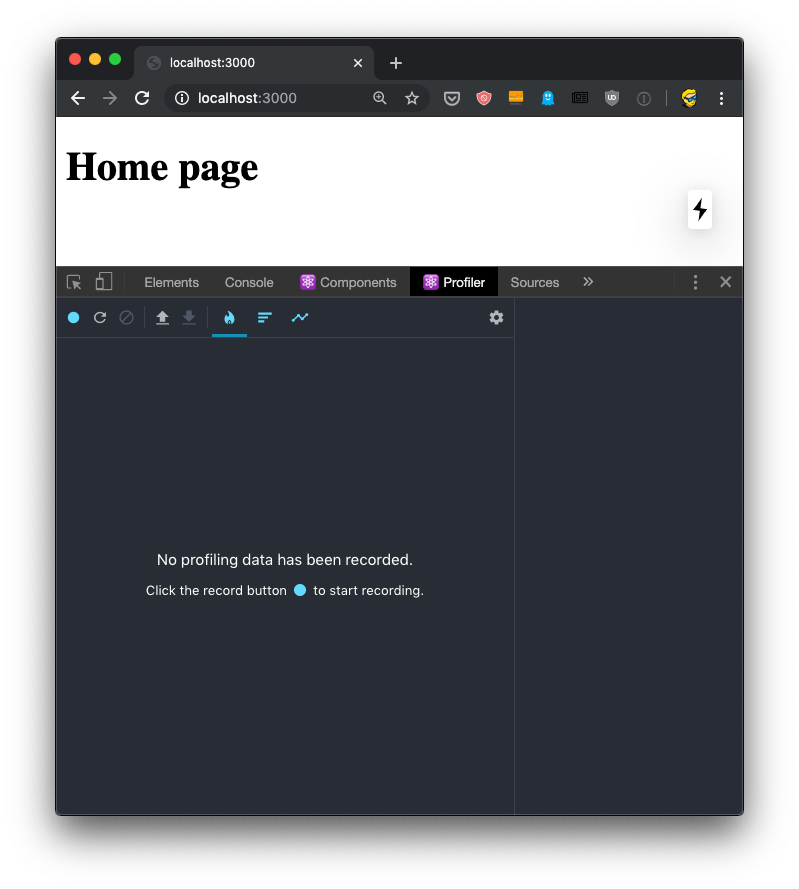 localhost:3000
localhost:3000
Home page
Elements Console Components Profiler Sources
No profiling data has been recorded.
Click the record button to start recording.